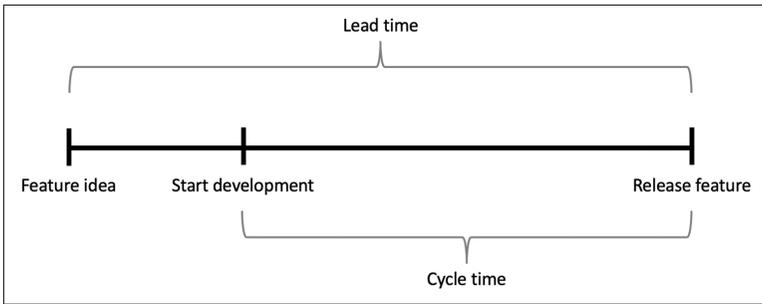 Lead time
Feature idea
Start development
Release feature
Cycle time